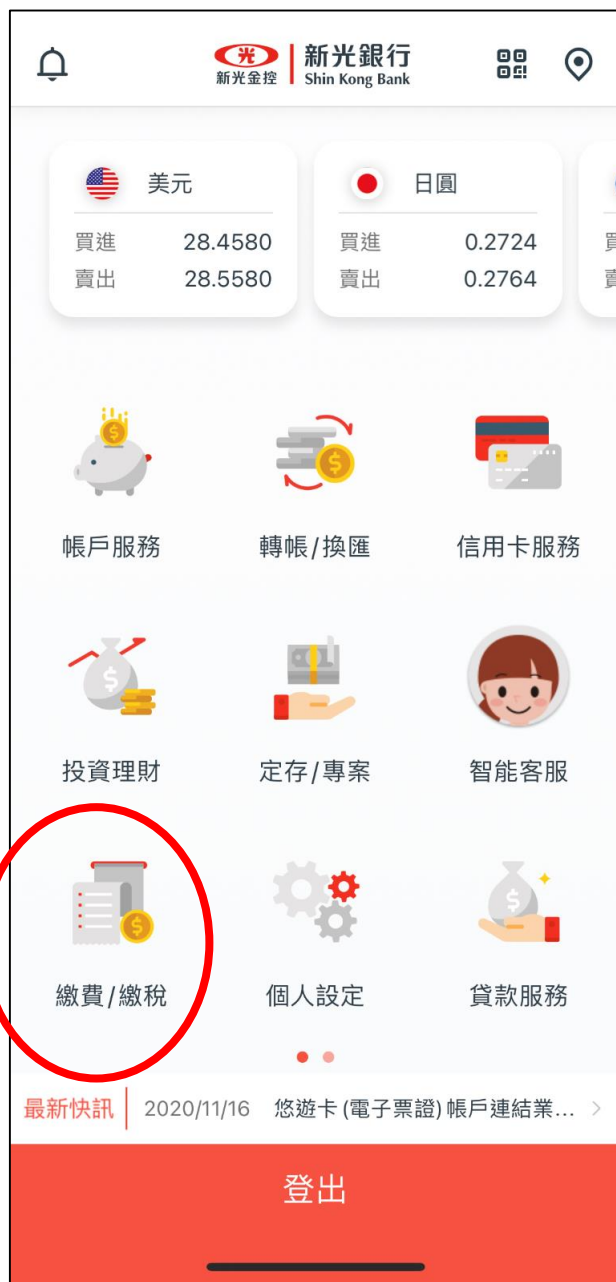 光 新光銀行
新光金控 Shin Kong Bank
美元 日圓
買進 28.4580 買進 0.2724
賣出 28.5580 賣出 0.2764
帳戶服務 轉帳/換匯 信用卡服務
投資理財 定存/專案 智能客服
繳費/繳稅 個人設定 貸款服務
最新快訊 2020/11/16 悠遊卡(電子票證)帳戶連結業...
登出